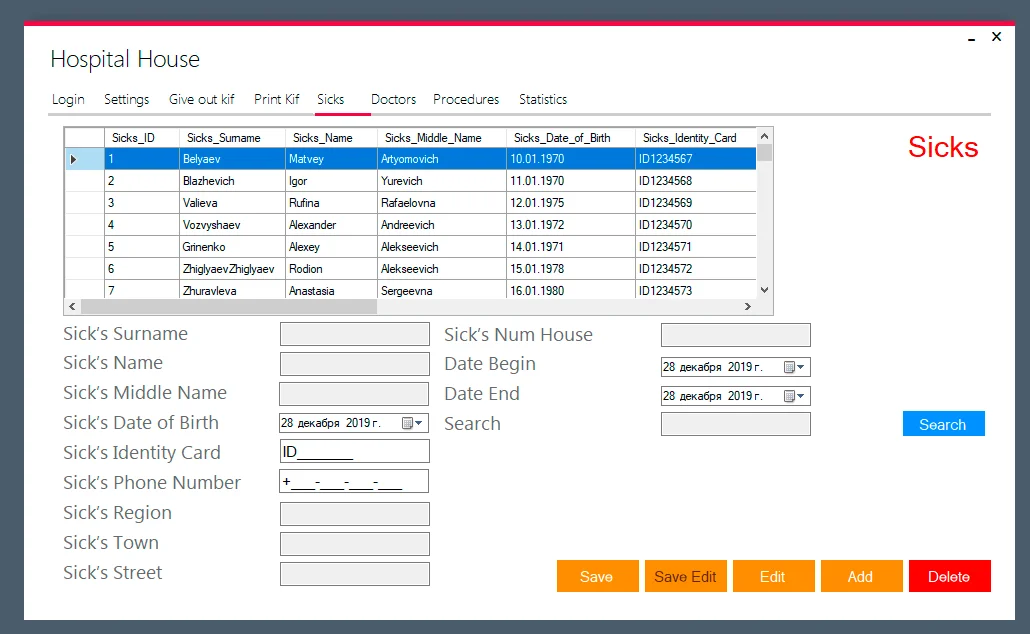 Hospital House
Login Settings Give out kif Print Kif Sicks Doctors Procedures Statistics
Sicks
Sicks_ID Sicks_Surname Sicks_Name Sicks_Middle_Name Sicks_Date_of_Birth Sicks_Identity_Card
1 Belyaev Matvey Artyomovich 10.01.1970 ID1234567
2 Blazhevich Igor Yurevich 11.01.1970 ID1234568
3 Valieva Rufina Rafaelovna 12.01.1975 ID1234569
4 Vozvyshaev Alexander Andreevich 13.01.1972 ID1234570
5 Grinenko Alexey Alekseevich 14.01.1971 ID1234571
6 ZhiglyaevZhiglyaev Rodion Alekseevich 15.01.1978 ID1234572
7 Zhuravleva Anastasia Sergeevna 16.01.1980 ID1234573
Sick's Surname
Sick's Name
Sick's Middle Name
Sick's Date of Birth 28 декабря 2019 г.
Sick's Identity Card ID_______
Sick's Phone Number +___-___-___-___
Sick's Region
Sick's Town
Sick's Street
Sick's Num House
Date Begin 28 декабря 2019 г.
Date End 28 декабря 2019 г.
Search
Search
Save Save Edit Edit Add Delete